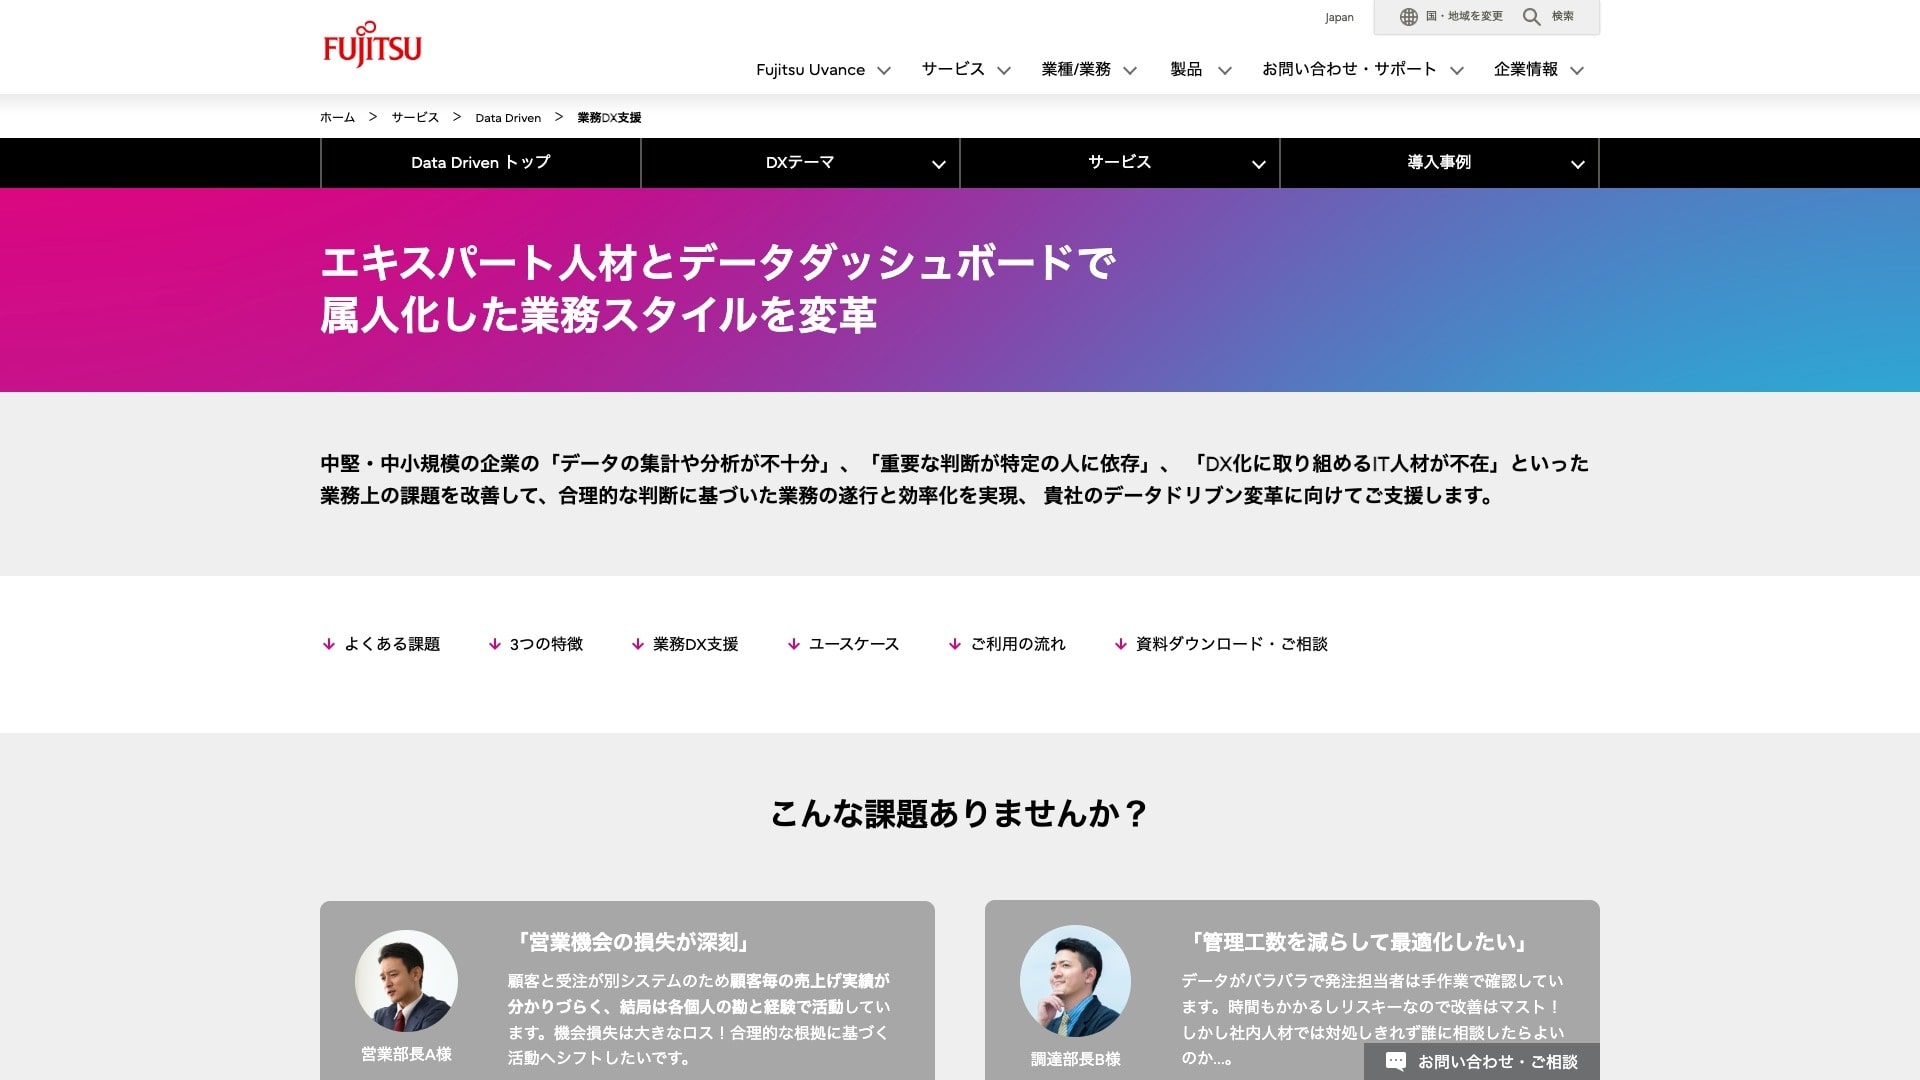 FUJITSU
Japan
国・地域を変更
検索
Fujitsu Uvance
サービス
業種/業務
製品
お問い合わせ・サポート
企業情報
ホーム > サービス > Data Driven > 業務DX支援
Data Driven トップ
DXテーマ
サービス
導入事例
エキスパート人材とデータダッシュボードで
属人化した業務スタイルを変革
中堅・中小規模の企業の「データの集計や分析が不十分」、「重要な判断が特定の人に依存」、 「DX化に取り組めるIT人材が不在」といった
業務上の課題を改善して、合理的な判断に基づいた業務の遂行と効率化を実現、 貴社のデータドリブン変革に向けてご支援します。
よくある課題
3つの特徴
業務DX支援
ユースケース
ご利用の流れ
資料ダウンロード・ご相談
こんな課題ありませんか？
「営業機会の損失が深刻」
顧客と受注が別システムのため顧客毎の売上げ実績が
分かりづらく、結局は各個人の勘と経験で活動してい
ます。機会損失は大きなロス！合理的な根拠に基づく
活動へシフトしたいです。
営業部長A様
「管理工数を減らして最適化したい」
データがバラバラで発注担当者は手作業で確認してい
ます。時間もかかるしリスキーなので改善はマスト！
しかし社内人材では対処しきれず誰に相談したらよい
のか...。
調達部長B様
お問い合わせ・ご相談